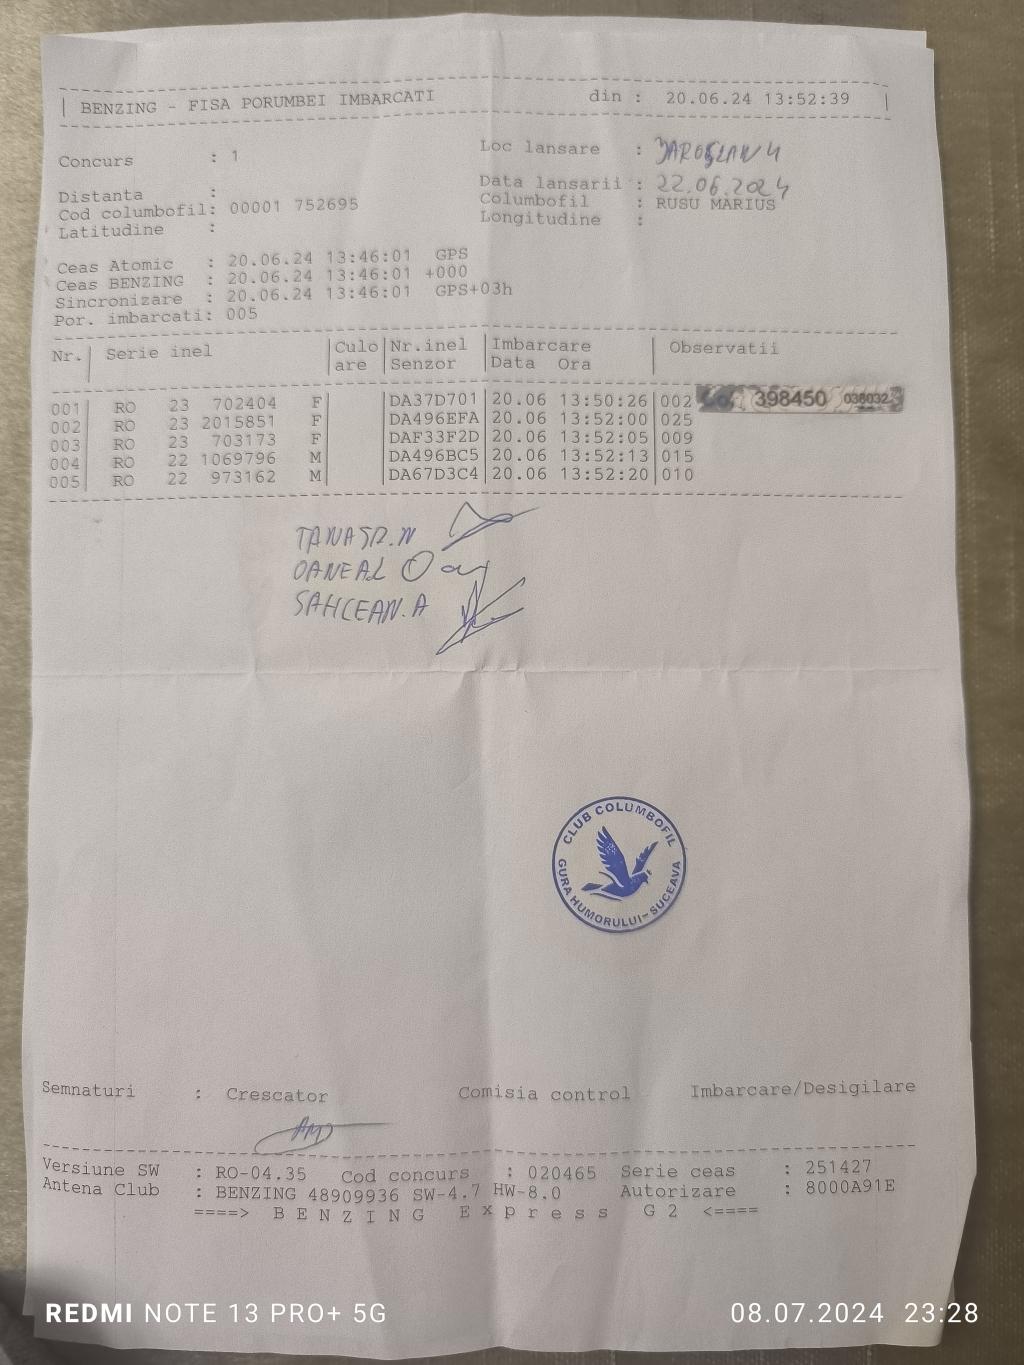 BENZING - FISA PORUMBEI IMBARCATI din : 20.06.24 13:52:39
Concurs : 1 Loc lansare : JAROSLAW 4
Distanta : Data lansarii : 22.06.2024
Cod columbofil: 00001 752695 Columbofil : RUSU MARIUS
Latitudine : Longitudine :
Ceas Atomic : 20.06.24 13:46:01 GPS
Ceas BENZING : 20.06.24 13:46:01 +000
Sincronizare : 20.06.24 13:46:01 GPS+03h
Por. imbarcati: 005
Nr. | Serie inel | Culo | Nr.inel | Imbarcare | Observatii
are | Senzor | Data Ora
001 | RO 23 702404 F | | DA37D701 | 20.06 13:50:26 | 002 398450 038032
002 | RO 23 2015851 F | | DA496EFA | 20.06 13:52:00 | 025
003 | RO 23 703173 F | | DAF33F2D | 20.06 13:52:05 | 009
004 | RO 22 1069796 M | | DA496BC5 | 20.06 13:52:13 | 015
005 | RO 22 973162 M | | DA67D3C4 | 20.06 13:52:20 | 010
SAHCEAN.A
CLUB COLUMBOFIL
GURA HUMORULUI-SUCEAVA
Semnaturi : Crescator Comisia control Imbarcare/Desigilare
Versiune SW : RO-04.35 Cod concurs : 020465 Serie ceas : 251427
Antena Club : BENZING 48909936 SW-4.7 HW-8.0 Autorizare : 8000A91E
====> B E N Z I N G E x p r e s s G 2 <====
REDMI NOTE 13 PRO+ 5G 08.07.2024 23:28